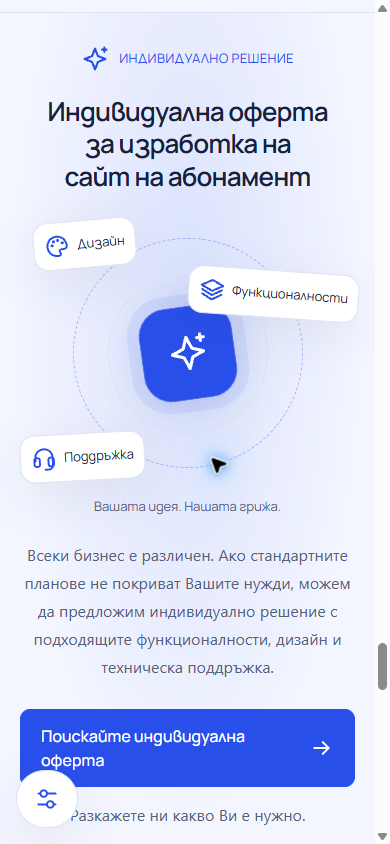 ИНДИВИДУАЛНО РЕШЕНИЕ
Индивидуална оферта
за изработка на
сайт на абонамент
Дизайн
Функционалности
Поддръжка
Вашата идея. Нашата грижа.
Всеки бизнес е различен. Ако стандартните
планове не покриват Вашите нужди, можем
да предложим индивидуално решение с
подходящите функционалности, дизайн и
техническа поддръжка.
Поискайте индивидуална
оферта
Разкажете ни какво Ви е нужно.